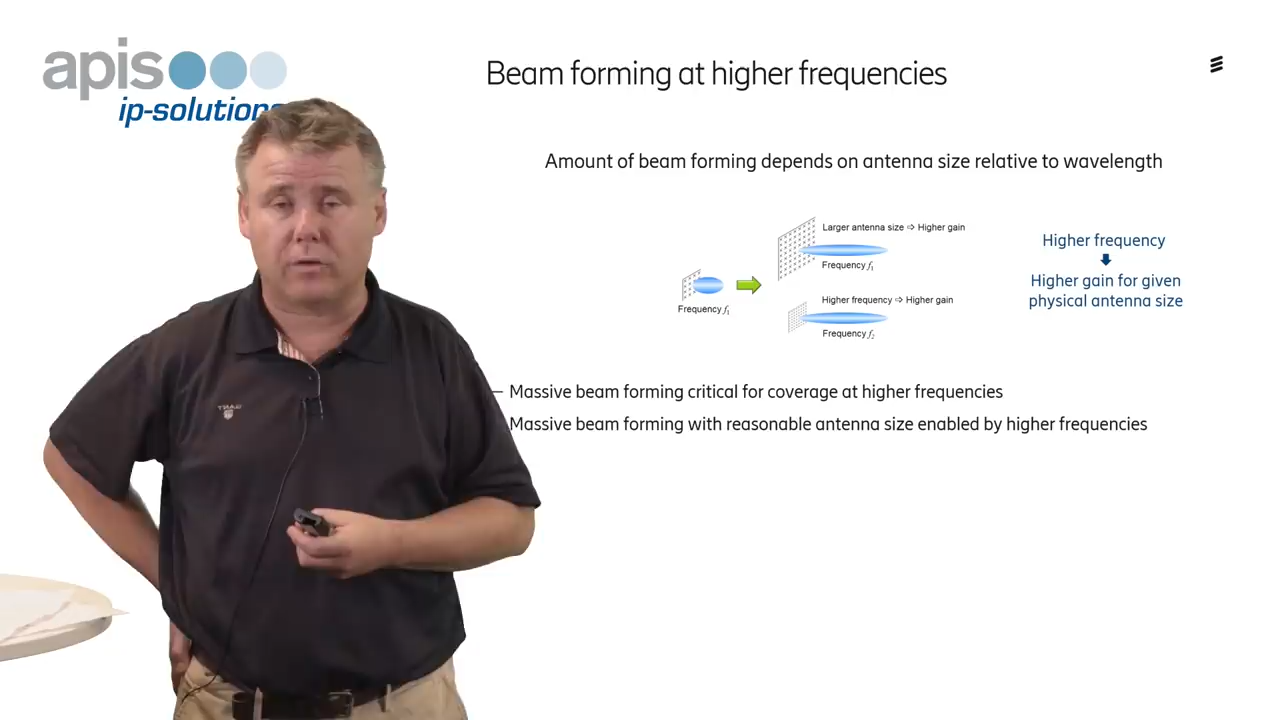 apis
ip-solutions
Beam forming at higher frequencies
Amount of beam forming depends on antenna size relative to wavelength
Larger antenna size ⇨ Higher gain
Frequency f₁
Frequency f₁
Higher frequency ⇨ Higher gain
Frequency f₂
Higher frequency
Higher gain for given
physical antenna size
– Massive beam forming critical for coverage at higher frequencies
Massive beam forming with reasonable antenna size enabled by higher frequencies
GANT